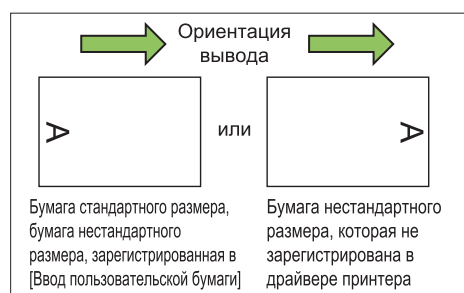 Ориентация
вывода
A
или
A
Бумага стандартного размера,
бумага нестандартного
размера, зарегистрированная в
[Ввод пользовательской бумаги]
Бумага нестандартного
размера, которая не
зарегистрирована в
драйвере принтера